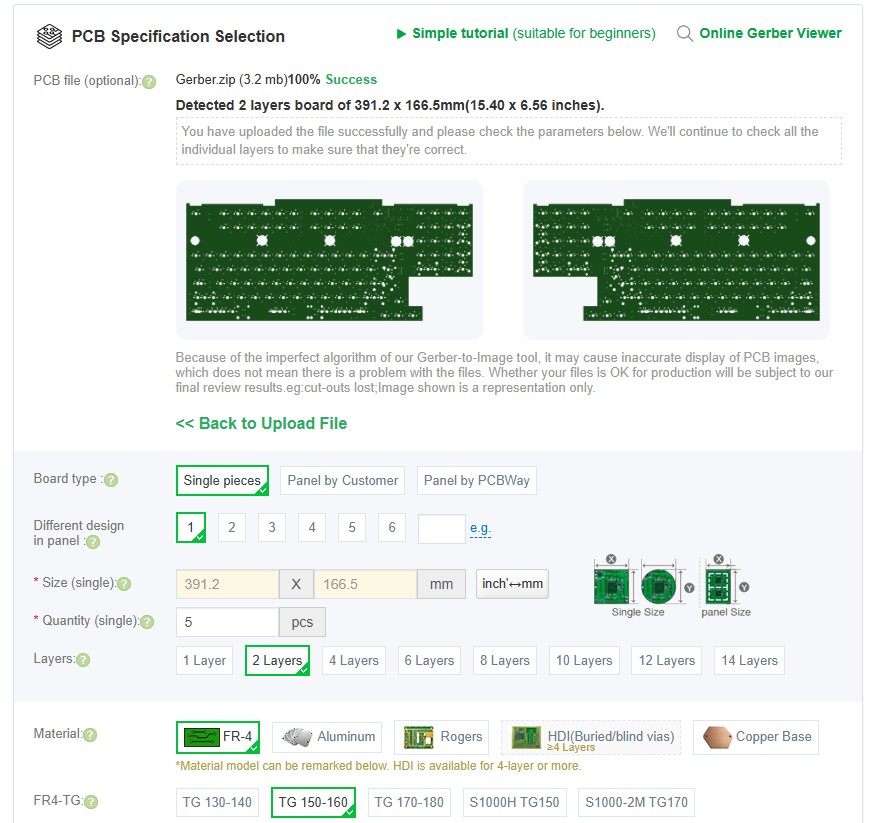 PCB Specification Selection
Simple tutorial (suitable for beginners)
Online Gerber Viewer
PCB file (optional):
Gerber.zip (3.2 mb)100% Success
Detected 2 layers board of 391.2 x 166.5mm(15.40 x 6.56 inches).
You have uploaded the file successfully and please check the parameters below. We'll continue to check all the
individual layers to make sure that they're correct.
Because of the imperfect algorithm of our Gerber-to-Image tool, it may cause inaccurate display of PCB images,
which does not mean there is a problem with the files. Whether your files is OK for production will be subject to our
final review results.eg:cut-outs lost;Image shown is a representation only.
<< Back to Upload File
Board type :
Single pieces
Panel by Customer
Panel by PCBWay
Different design
in panel :
1
2
3
4
5
6
e.g.
* Size (single):
391.2
X
166.5
mm
inch'↔mm
X
Y
Single Size
X
Y
panel Size
* Quantity (single):
5
pcs
Layers:
1 Layer
2 Layers
4 Layers
6 Layers
8 Layers
10 Layers
12 Layers
14 Layers
Material:
FR-4
Aluminum
Rogers
HDI(Buried/blind vias)
≥4 Layers
Copper Base
*Material model can be remarked below. HDI is available for 4-layer or more.
FR4-TG:
TG 130-140
TG 150-160
TG 170-180
S1000H TG150
S1000-2M TG170